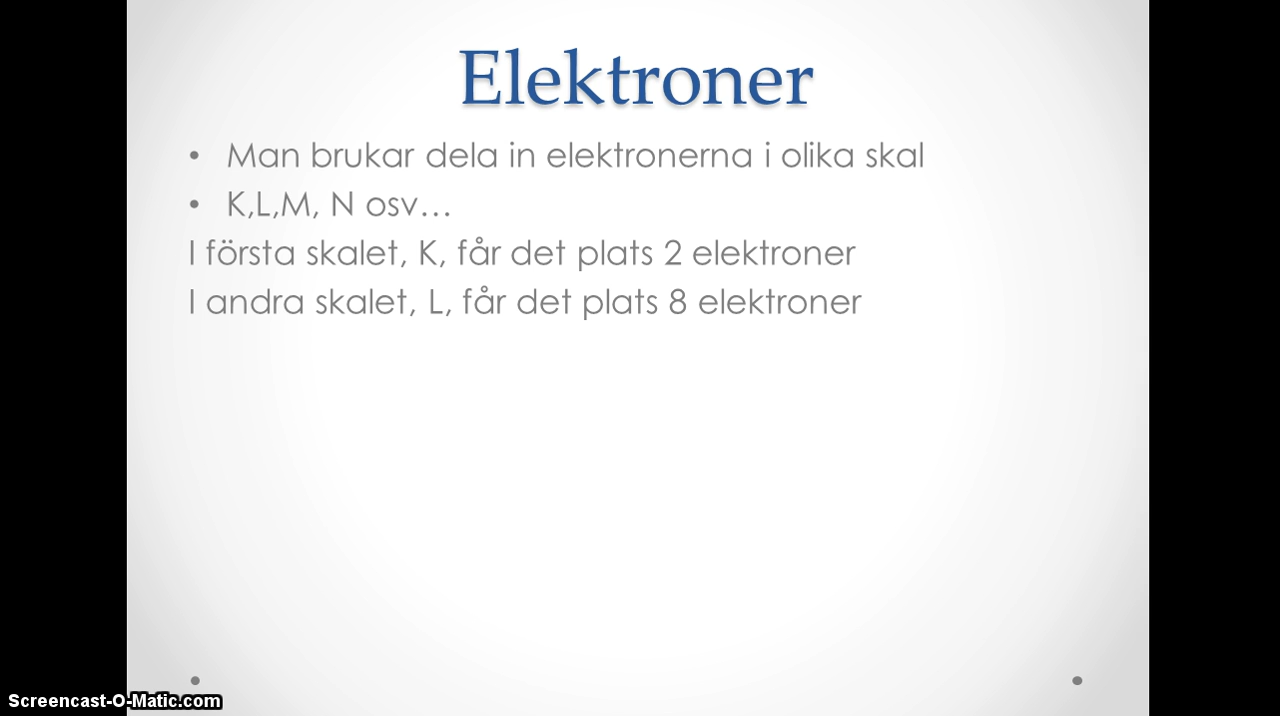 Elektroner
• Man brukar dela in elektronerna i olika skal
• K,L,M, N osv…
I första skalet, K, får det plats 2 elektroner
I andra skalet, L, får det plats 8 elektroner
Screencast-O-Matic.com